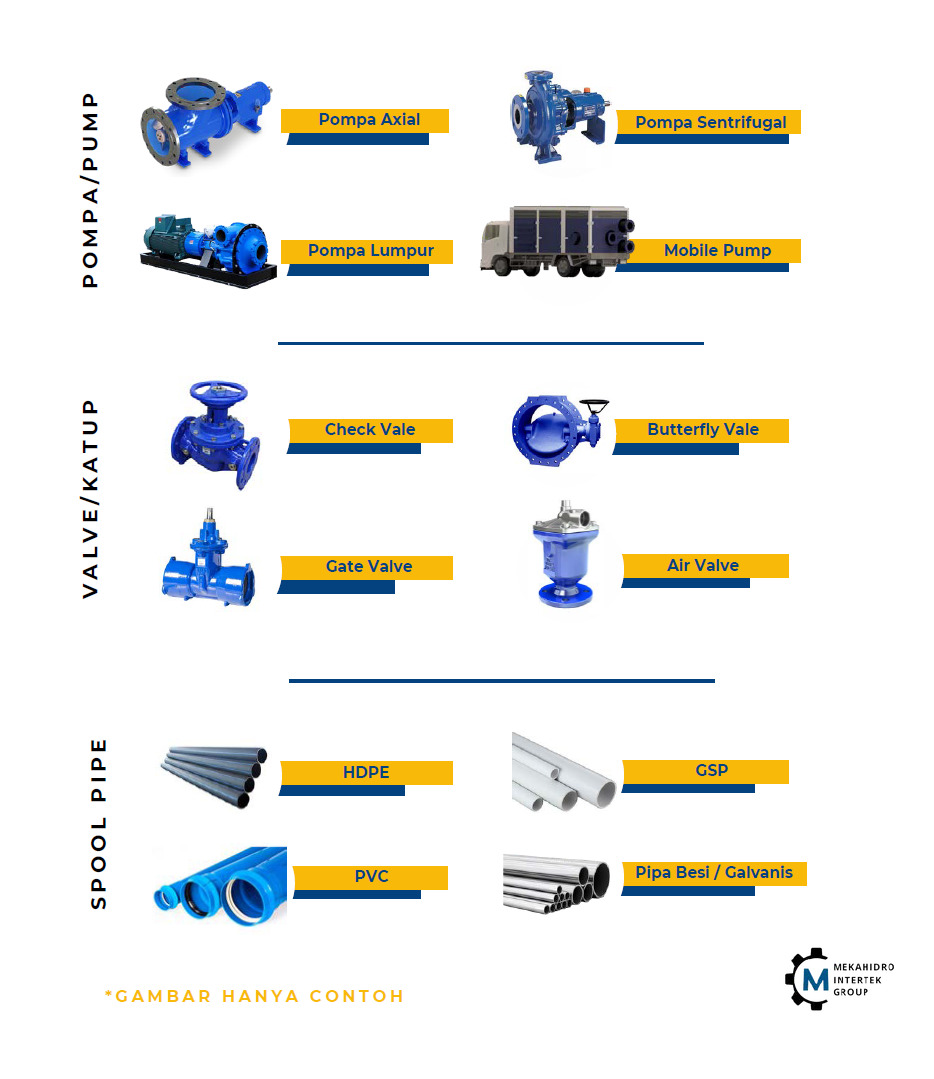 POMPA/PUMP
Pompa Axial
Pompa Sentrifugal
Pompa Lumpur
Mobile Pump
VALVE/KATUP
Check Vale
Butterfly Vale
Gate Valve
Air Valve
SPOOL PIPE
HDPE
GSP
PVC
Pipa Besi / Galvanis
*GAMBAR HANYA CONTOH
M
MEKAHIDRO
INTERTEK
GROUP